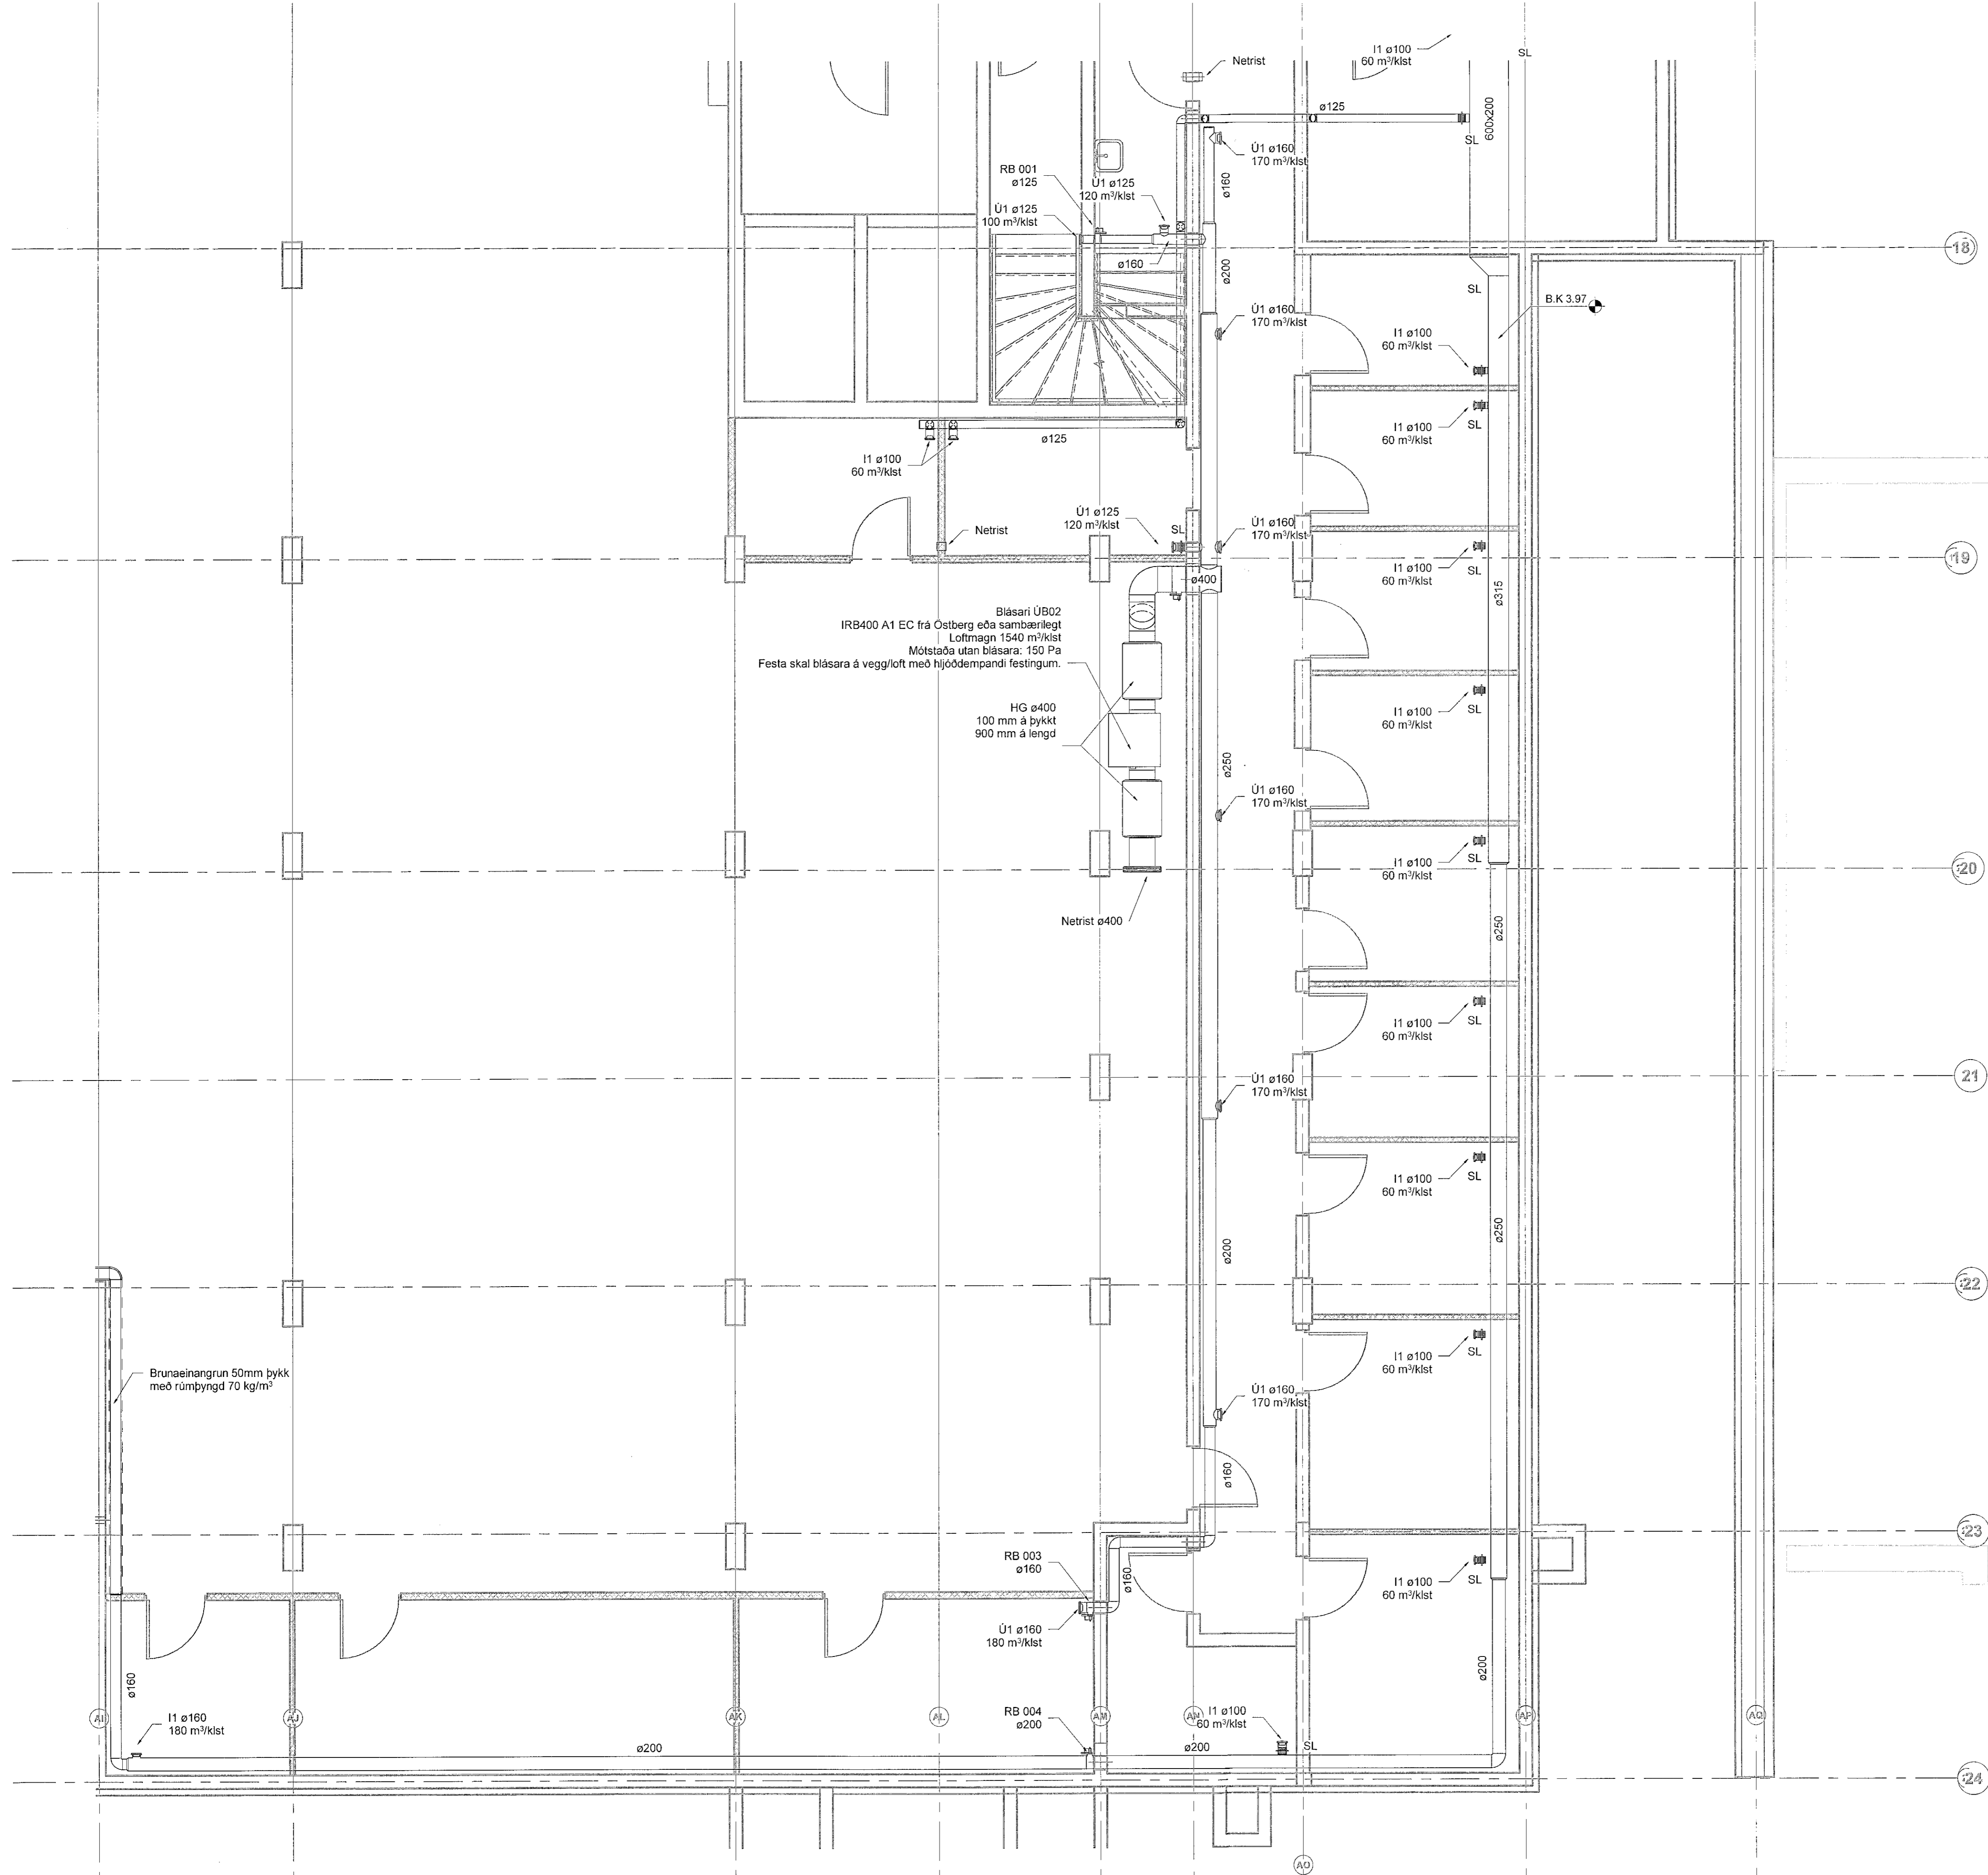 I1 ø100
60 m³/klst
SL
Netrist
ø125
600x200
SL
Ú1 ø160
170 m³/klst
RB 001
ø125
Ú1 ø125
120 m³/klst
ø160
Ú1 ø125
100 m³/klst
ø160
ø200
18
SL
B.K 3.97
Ú1 ø160
170 m³/klst
I1 ø100
60 m³/klst
I1 ø100
60 m³/klst
SL
ø125
I1 ø100
60 m³/klst
Ú1 ø125
120 m³/klst
SL
Netrist
Ú1 ø160
170 m³/klst
19
I1 ø100
60 m³/klst
SL
ø400
ø315
Blásari ÚB02
IRB400 A1 EC frá Östberg eða sambærilegt
Loftmagn 1540 m³/klst
Mótstaða utan blásara: 150 Pa
Festa skal blásara á vegg/loft með hljóðdempandi festingum.
HG ø400
100 mm á þykkt
900 mm á lengd
I1 ø100
60 m³/klst
SL
ø250
Ú1 ø160
170 m³/klst
I1 ø100
60 m³/klst
SL
20
Netrist ø400
ø250
I1 ø100
60 m³/klst
SL
21
Ú1 ø160
170 m³/klst
I1 ø100
60 m³/klst
SL
ø200
ø250
22
I1 ø100
60 m³/klst
SL
Brunaeinangrun 50mm þykk
með rúmþyngd 70 kg/m³
Ú1 ø160
170 m³/klst
ø160
23
RB 003
ø160
ø160
I1 ø100
60 m³/klst
SL
Ú1 ø160
180 m³/klst
ø160
ø200
I1 ø160
180 m³/klst
RB 004
ø200
I1 ø100
60 m³/klst
SL
AI
AJ
AK
AL
AM
AN
AP
AQ
ø200
ø200
24
AO